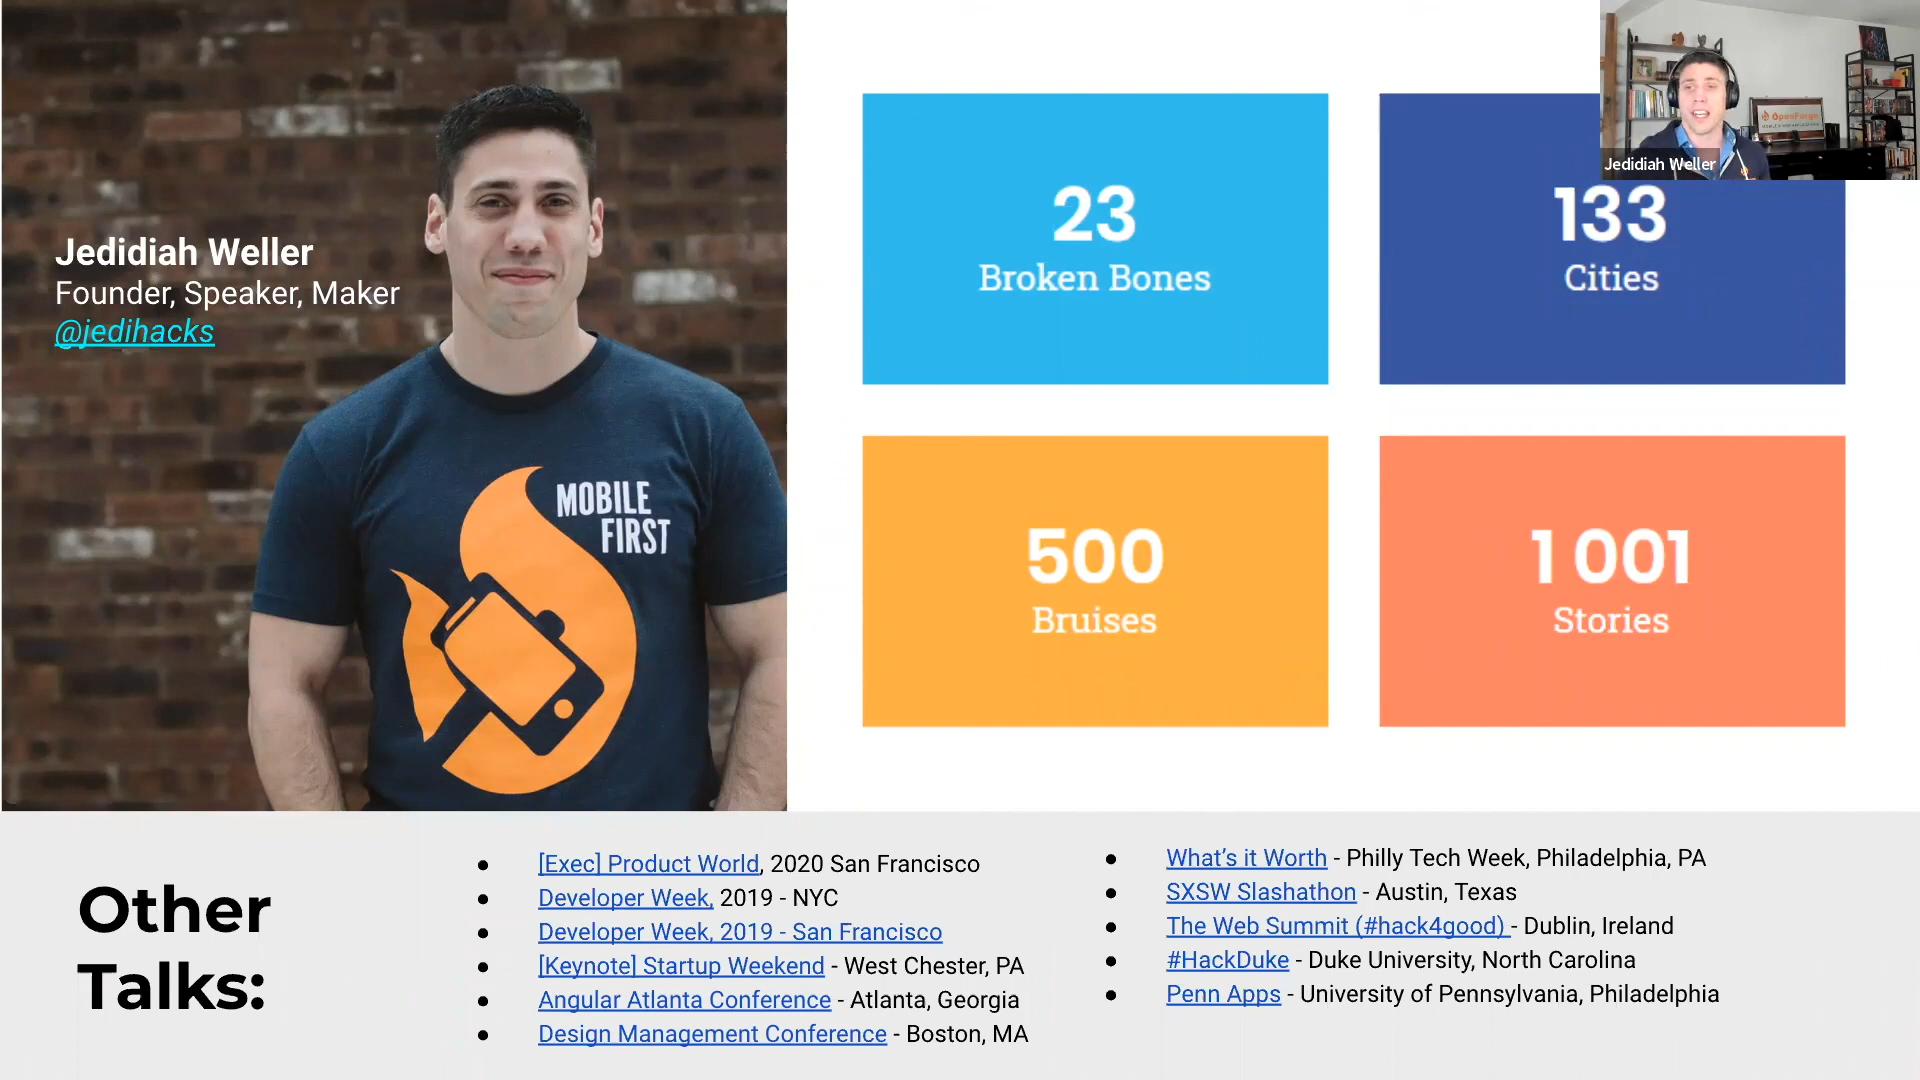 Jedidiah Weller
Founder, Speaker, Maker
@jedihacks
MOBILE
FIRST
23
Broken Bones
133
Cities
500
Bruises
1 001
Stories
OpenForge
Jedidiah Weller
Other
Talks:
● [Exec] Product World, 2020 San Francisco
● Developer Week, 2019 - NYC
● Developer Week, 2019 - San Francisco
● [Keynote] Startup Weekend - West Chester, PA
● Angular Atlanta Conference - Atlanta, Georgia
● Design Management Conference - Boston, MA
● What’s it Worth - Philly Tech Week, Philadelphia, PA
● SXSW Slashathon - Austin, Texas
● The Web Summit (#hack4good) - Dublin, Ireland
● #HackDuke - Duke University, North Carolina
● Penn Apps - University of Pennsylvania, Philadelphia